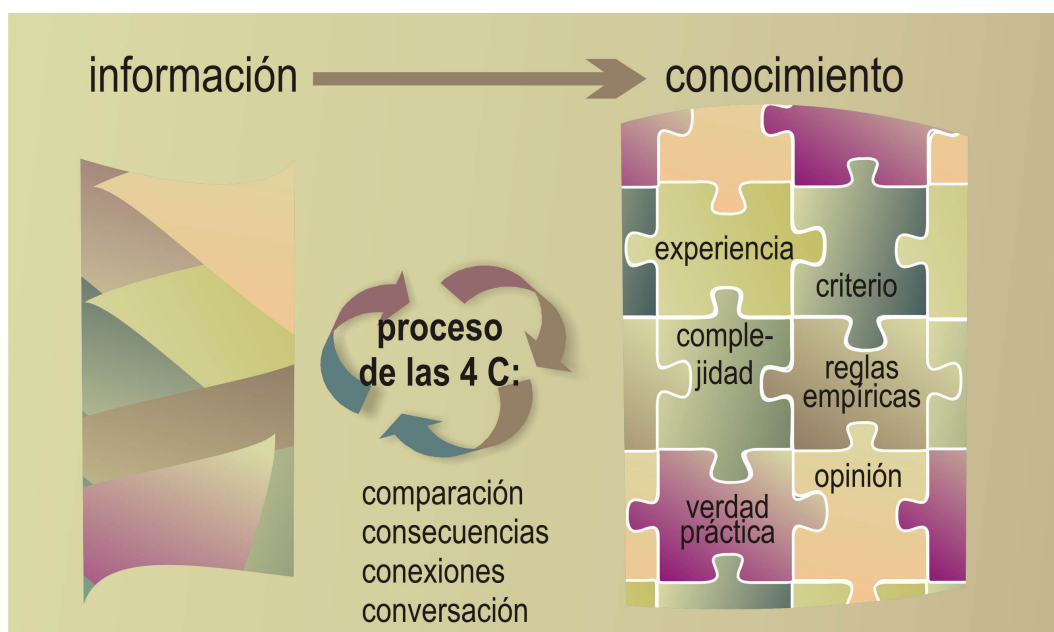 información
conocimiento
proceso
de las 4 C:
comparación
consecuencias
conexiones
conversación
experiencia
criterio
comple-
jidad
reglas
empíricas
verdad
práctica
opinión